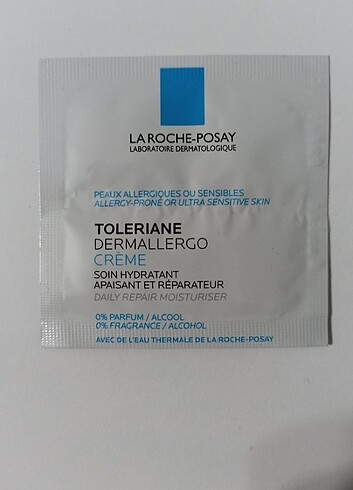 LA ROCHE-POSAY
LABORATOIRE DERMATOLOGIQUE
PEAUX ALLERGIQUES OU SENSIBLES
ALLERGY-PRONE OR ULTRA SENSITIVE SKIN
TOLERIANE
DERMALLERGO
CRÈME
SOIN HYDRATANT
APAISANT ET RÉPARATEUR
DAILY REPAIR MOISTURISER
0% PARFUM / ALCOOL
0% FRAGRANCE / ALCOHOL
AVEC DE L'EAU THERMALE DE LA ROCHE-POSAY